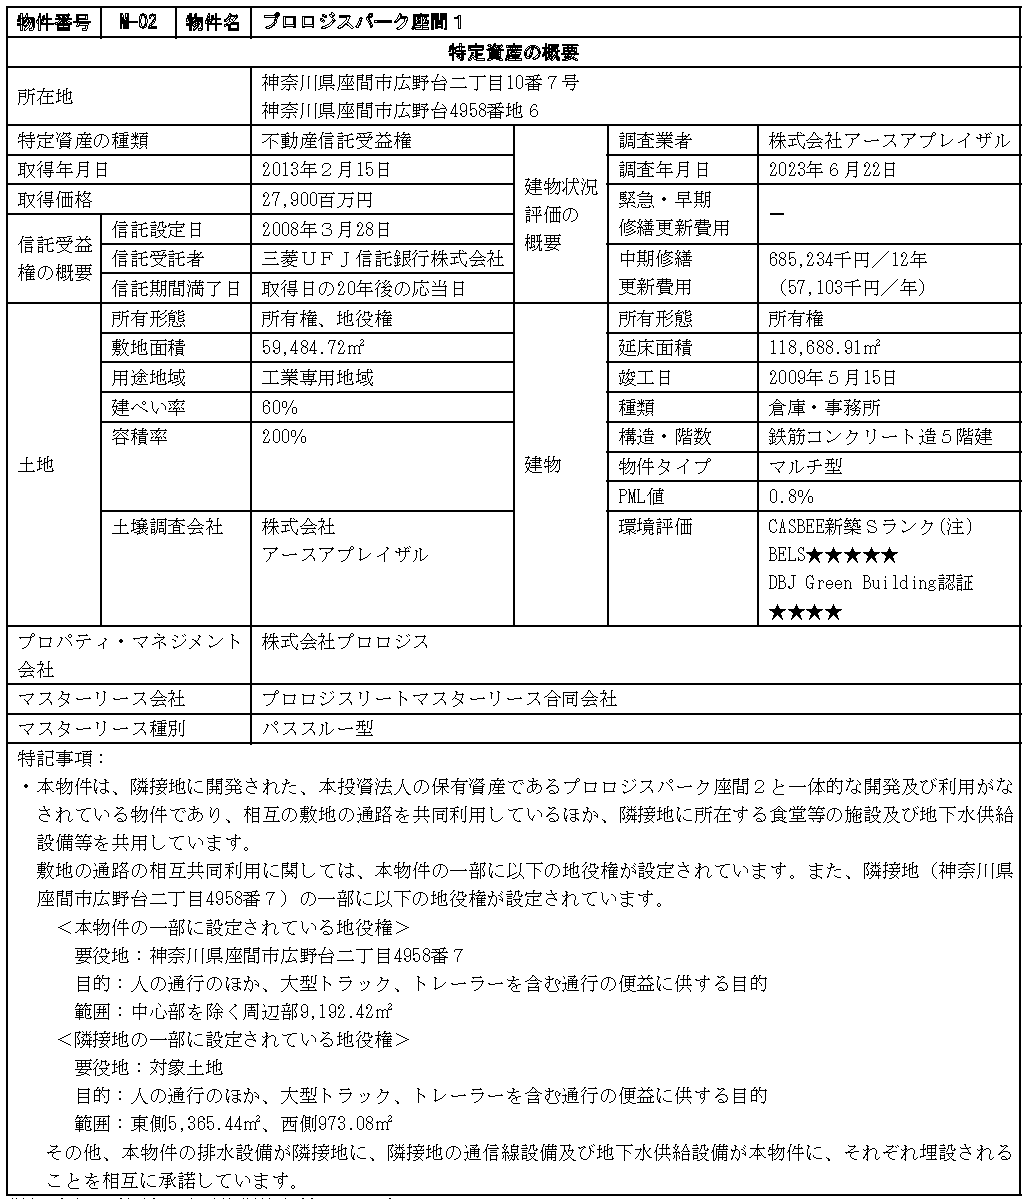 物件番号 M-02 物件名 プロロジスパーク座間１
特定資産の概要
所在地
神奈川県座間市広野台二丁目10番７号
神奈川県座間市広野台4958番地６
特定資産の種類 不動産信託受益権
取得年月日 2013年２月15日
取得価格 27,900百万円
信託受益
権の概要
信託設定日 2008年３月28日
信託受託者 三菱ＵＦＪ信託銀行株式会社
信託期間満了日 取得日の20年後の応当日
建物状況
評価の
概要
調査業者 株式会社アースアプレイザル
調査年月日 2023年６月22日
緊急・早期
修繕更新費用
－
中期修繕
更新費用
685,234千円／12年
（57,103千円／年）
土地
所有形態 所有権、地役権
敷地面積 59,484.72㎡
用途地域 工業専用地域
建ぺい率 60%
容積率 200%
土壌調査会社 株式会社
アースアプレイザル
建物
所有形態 所有権
延床面積 118,688.91㎡
竣工日 2009年５月15日
種類 倉庫・事務所
構造・階数 鉄筋コンクリート造５階建
物件タイプ マルチ型
PML値 0.8%
環境評価 CASBEE新築Ｓランク(注)
BELS★★★★★
DBJ Green Building認証
★★★★
プロパティ・マネジメント
会社
株式会社プロロジス
マスターリース会社 プロロジスリートマスターリース合同会社
マスターリース種別 パススルー型
特記事項：
・本物件は、隣接地に開発された、本投資法人の保有資産であるプロロジスパーク座間２と一体的な開発及び利用がな
されている物件であり、相互の敷地の通路を共同利用しているほか、隣接地に所在する食堂等の施設及び地下水供給
設備等を共用しています。
敷地の通路の相互共同利用に関しては、本物件の一部に以下の地役権が設定されています。また、隣接地（神奈川県
座間市広野台二丁目4958番７）の一部に以下の地役権が設定されています。
＜本物件の一部に設定されている地役権＞
要役地：神奈川県座間市広野台二丁目4958番７
目的：人の通行のほか、大型トラック、トレーラーを含む通行の便益に供する目的
範囲：中心部を除く周辺部9,192.42㎡
＜隣接地の一部に設定されている地役権＞
要役地：対象土地
目的：人の通行のほか、大型トラック、トレーラーを含む通行の便益に供する目的
範囲：東側5,365.44㎡、西側973.08㎡
その他、本物件の排水設備が隣接地に、隣接地の通信線設備及び地下水供給設備が本物件に、それぞれ埋設される
ことを相互に承諾しています。